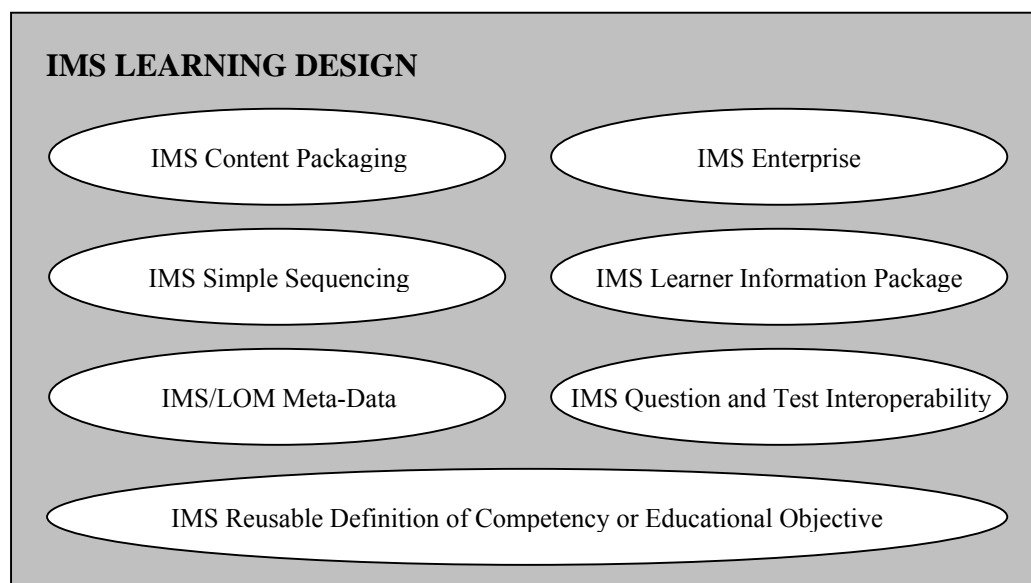 IMS LEARNING DESIGN
IMS Content Packaging
IMS Enterprise
IMS Simple Sequencing
IMS Learner Information Package
IMS/LOM Meta-Data
IMS Question and Test Interoperability
IMS Reusable Definition of Competency or Educational Objective